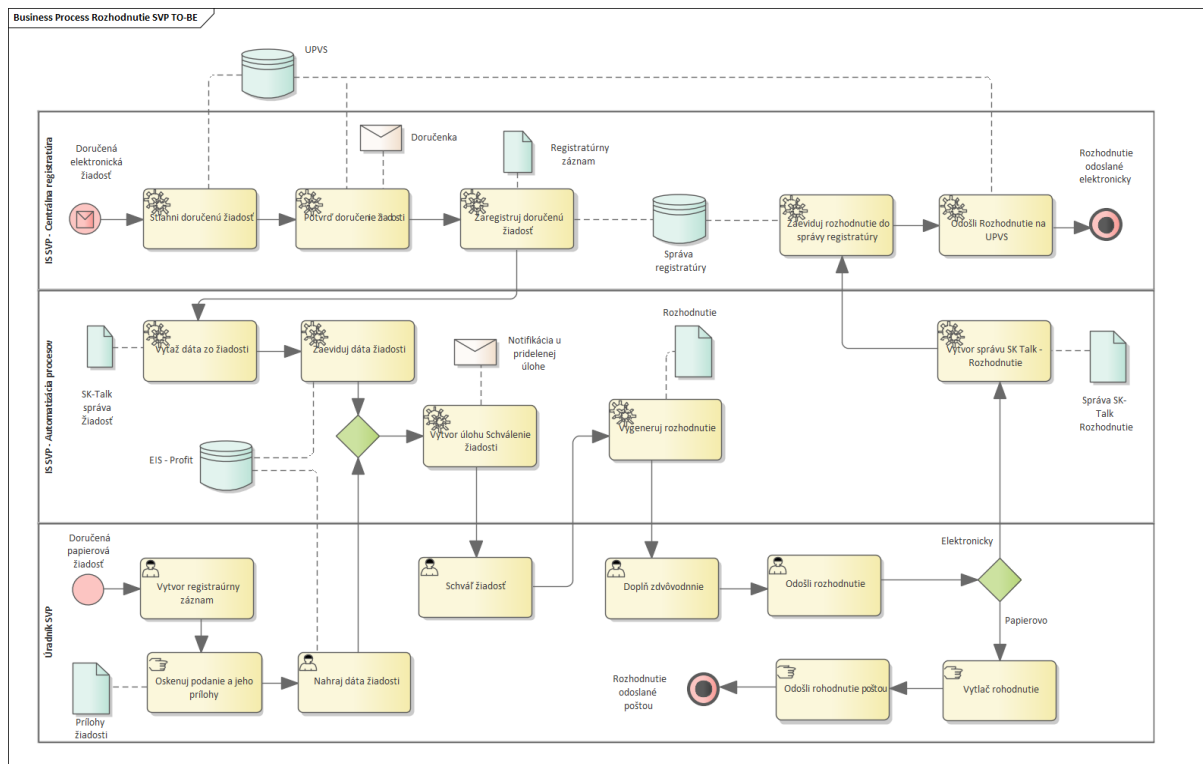 Business Process Rozhodnutie SVP TO-BE
UPVS
IS SVP - Centrálna registratúra
Doručená
elektronická
žiadosť
Stiahni doručenú žiadosť
Potvrď doručenie žiadosti
Doručenka
Zaregistruj doručenú
žiadosť
Registratúrny
záznam
Správa
registratúry
Zaeviduj rozhodnutie do
správy registratúry
Odošli Rozhodnutie na
UPVS
Rozhodnutie
odoslané
elektronicky
IS SVP - Automatizácia procesov
SK-Talk
správa
Žiadosť
Vyťaž dáta zo žiadosti
Zaeviduj dáta žiadosti
EIS - Profit
Notifikácia u
pridelenej
úlohe
Vytvor úlohu Schválenie
žiadosti
Rozhodnutie
Vygeneruj rozhodnutie
Vytvor správu SK Talk -
Rozhodnutie
Správa SK-
Talk
Rozhodnutie
Úradník SVP
Doručená
papierová
žiadosť
Vytvor registraúrny
záznam
Prílohy
žiadosti
Oskenuj podanie a jeho
prílohy
Nahraj dáta žiadosti
Schváľ žiadosť
Doplň zdvôvodnnie
Odošli rozhodnutie
Elektronicky
Papierovo
Vytlač rohodnutie
Odošli rohodnutie poštou
Rozhodnutie
odoslané
poštou